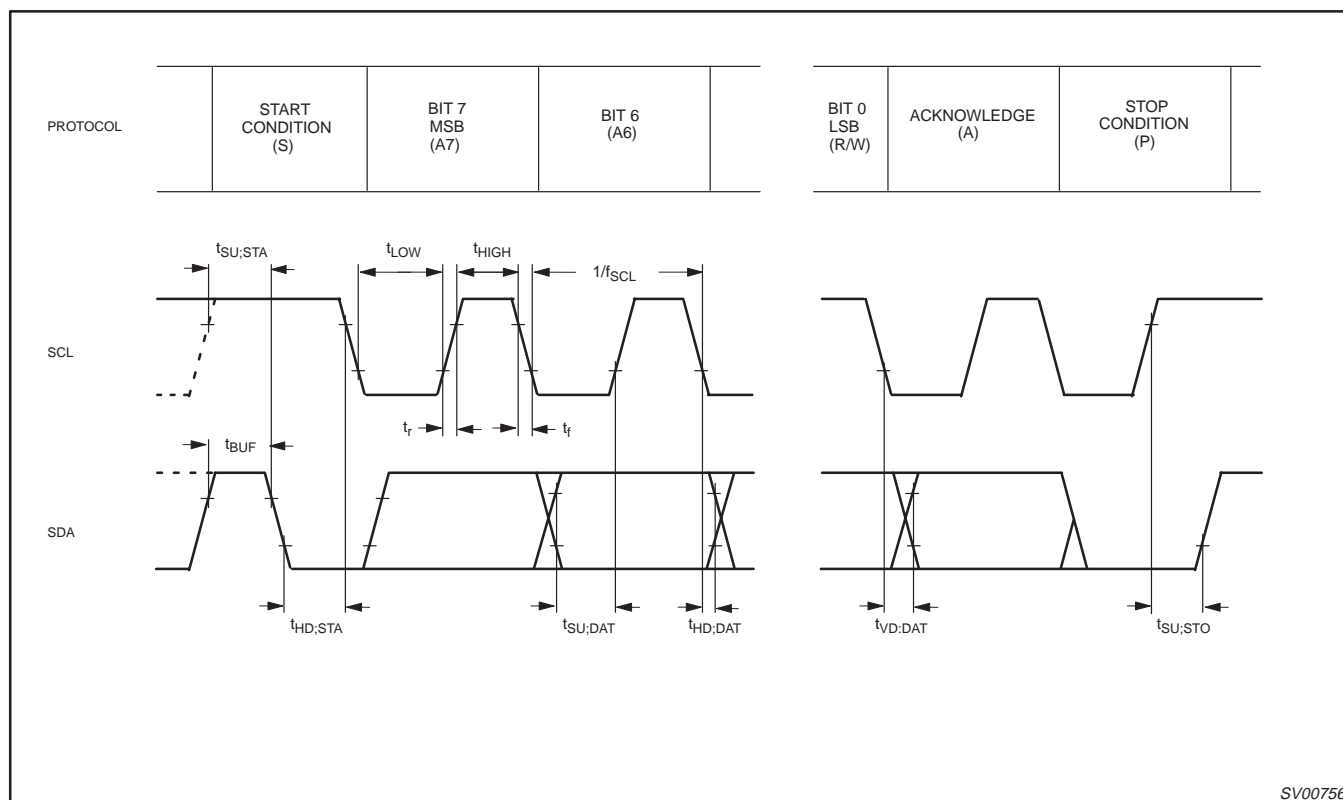 PROTOCOL
START
CONDITION
(S)
BIT 7
MSB
(A7)
BIT 6
(A6)
BIT 0
LSB
(R/W)
ACKNOWLEDGE
(A)
STOP
CONDITION
(P)
tSU;STA
tLOW
tHIGH
1/fSCL
SCL
tr
tf
tBUF
SDA
tHD;STA
tSU;DAT
tHD;DAT
tVD:DAT
tSU;STO
SV00756